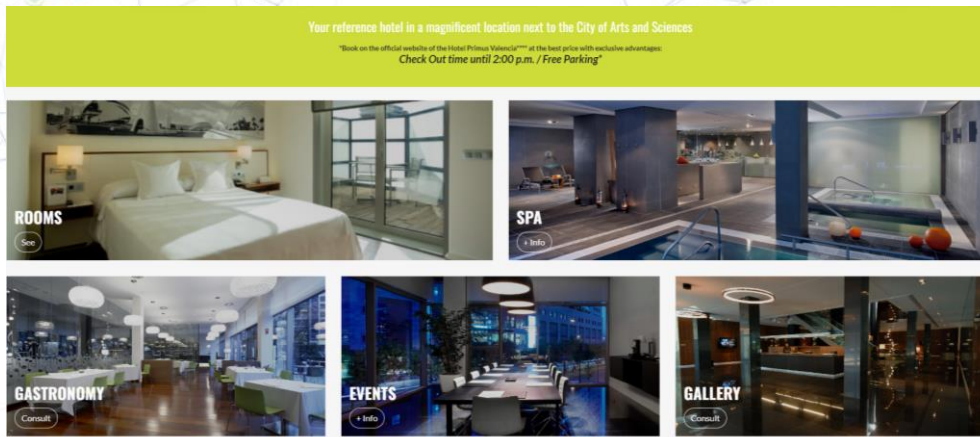 Your reference hotel in a magnificent location next to the City of Arts and Sciences
"Book on the official website of the Hotel Primus Valencia**** at the best price with exclusive advantages:
Check Out time until 2:00 p.m. / Free Parking"
ROOMS
See
SPA
+ Info
GASTRONOMY
Consult
EVENTS
+ Info
GALLERY
Consult